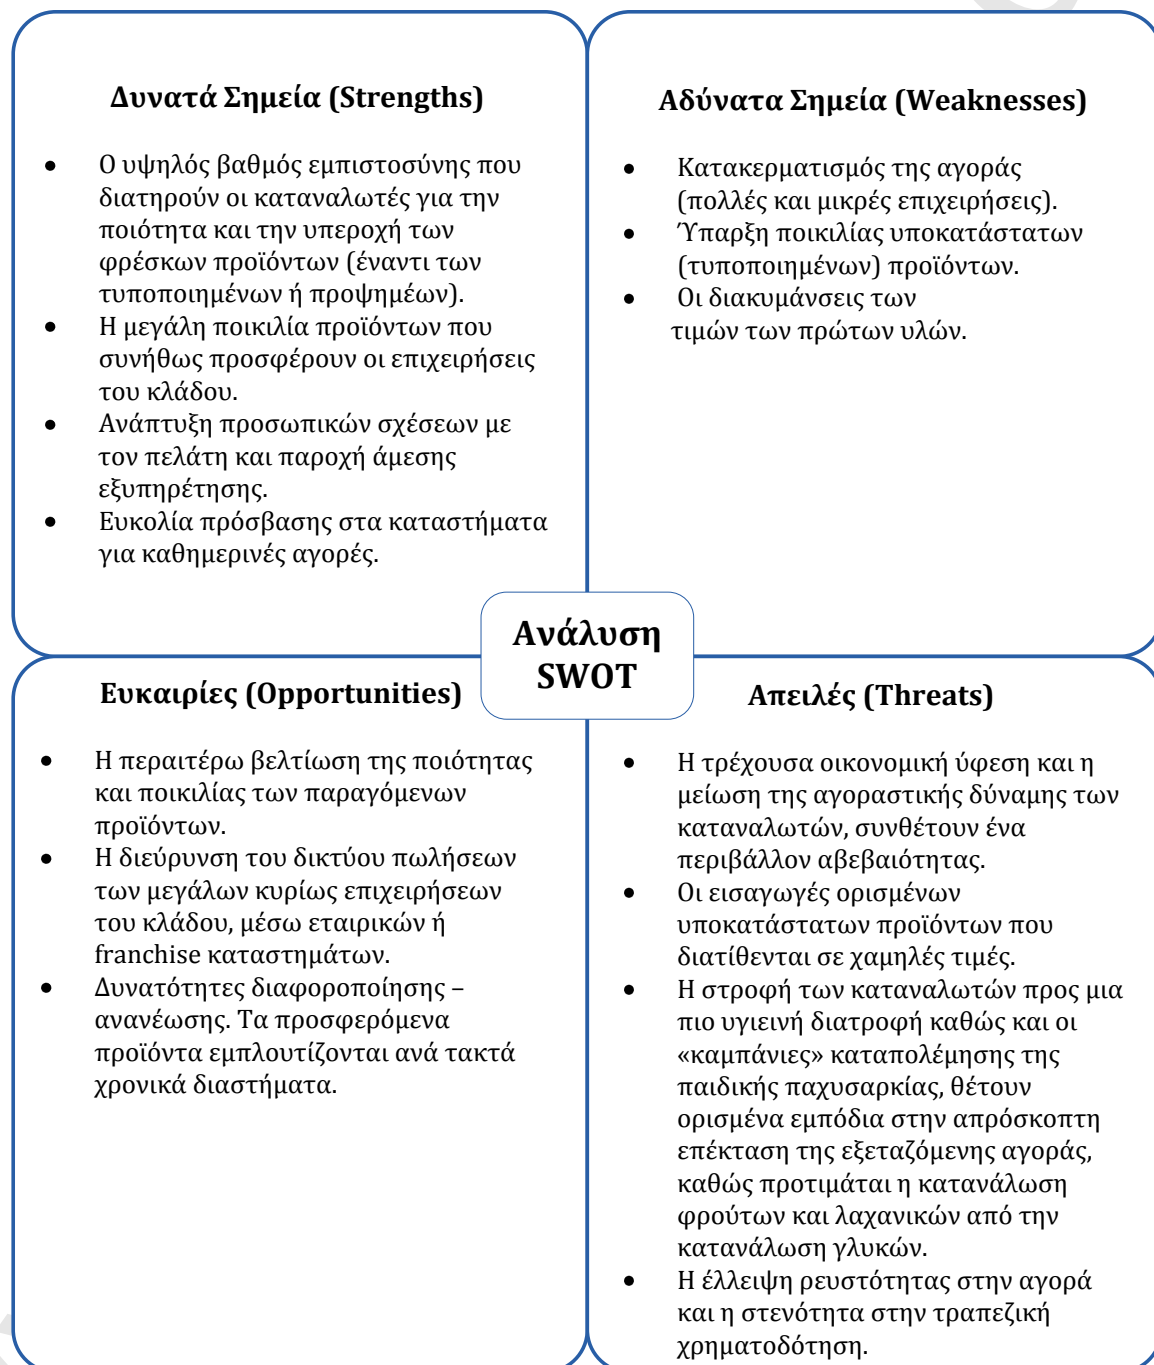 Δυνατά Σημεία (Strengths)
• Ο υψηλός βαθμός εμπιστοσύνης που
διατηρούν οι καταναλωτές για την
ποιότητα και την υπεροχή των
φρέσκων προϊόντων (έναντι των
τυποποιημένων ή προψημέων).
• Η μεγάλη ποικιλία προϊόντων που
συνήθως προσφέρουν οι επιχειρήσεις
του κλάδου.
• Ανάπτυξη προσωπικών σχέσεων με
τον πελάτη και παροχή άμεσης
εξυπηρέτησης.
• Ευκολία πρόσβασης στα καταστήματα
για καθημερινές αγορές.
Αδύνατα Σημεία (Weaknesses)
• Κατακερματισμός της αγοράς
(πολλές και μικρές επιχειρήσεις).
• Ύπαρξη ποικιλίας υποκατάστατων
(τυποποιημένων) προϊόντων.
• Οι διακυμάνσεις των
τιμών των πρώτων υλών.
Ανάλυση
SWOT
Ευκαιρίες (Opportunities)
• Η περαιτέρω βελτίωση της ποιότητας
και ποικιλίας των παραγόμενων
προϊόντων.
• Η διεύρυνση του δικτύου πωλήσεων
των μεγάλων κυρίως επιχειρήσεων
του κλάδου, μέσω εταιρικών ή
franchise καταστημάτων.
• Δυνατότητες διαφοροποίησης –
ανανέωσης. Τα προσφερόμενα
προϊόντα εμπλουτίζονται ανά τακτά
χρονικά διαστήματα.
Απειλές (Threats)
• Η τρέχουσα οικονομική ύφεση και η
μείωση της αγοραστικής δύναμης των
καταναλωτών, συνθέτουν ένα
περιβάλλον αβεβαιότητας.
• Οι εισαγωγές ορισμένων
υποκατάστατων προϊόντων που
διατίθενται σε χαμηλές τιμές.
• Η στροφή των καταναλωτών προς μια
πιο υγιεινή διατροφή καθώς και οι
«καμπάνιες» καταπολέμησης της
παιδικής παχυσαρκίας, θέτουν
ορισμένα εμπόδια στην απρόσκοπτη
επέκταση της εξεταζόμενης αγοράς,
καθώς προτιμάται η κατανάλωση
φρούτων και λαχανικών από την
κατανάλωση γλυκών.
• Η έλλειψη ρευστότητας στην αγορά
και η στενότητα στην τραπεζική
χρηματοδότηση.